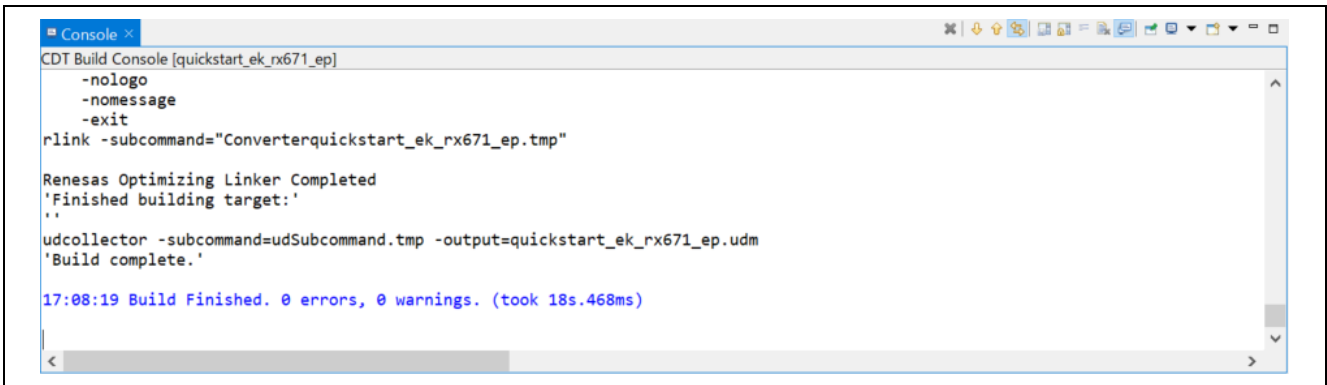 Console
CDT Build Console [quickstart_ek_rx671_ep]
-nologo
-nomessage
-exit
rlink -subcommand="Converterquickstart_ek_rx671_ep.tmp"
Renesas Optimizing Linker Completed
'Finished building target:'
''
udcollector -subcommand=udSubcommand.tmp -output=quickstart_ek_rx671_ep.udm
'Build complete.'
17:08:19 Build Finished. 0 errors, 0 warnings. (took 18s.468ms)